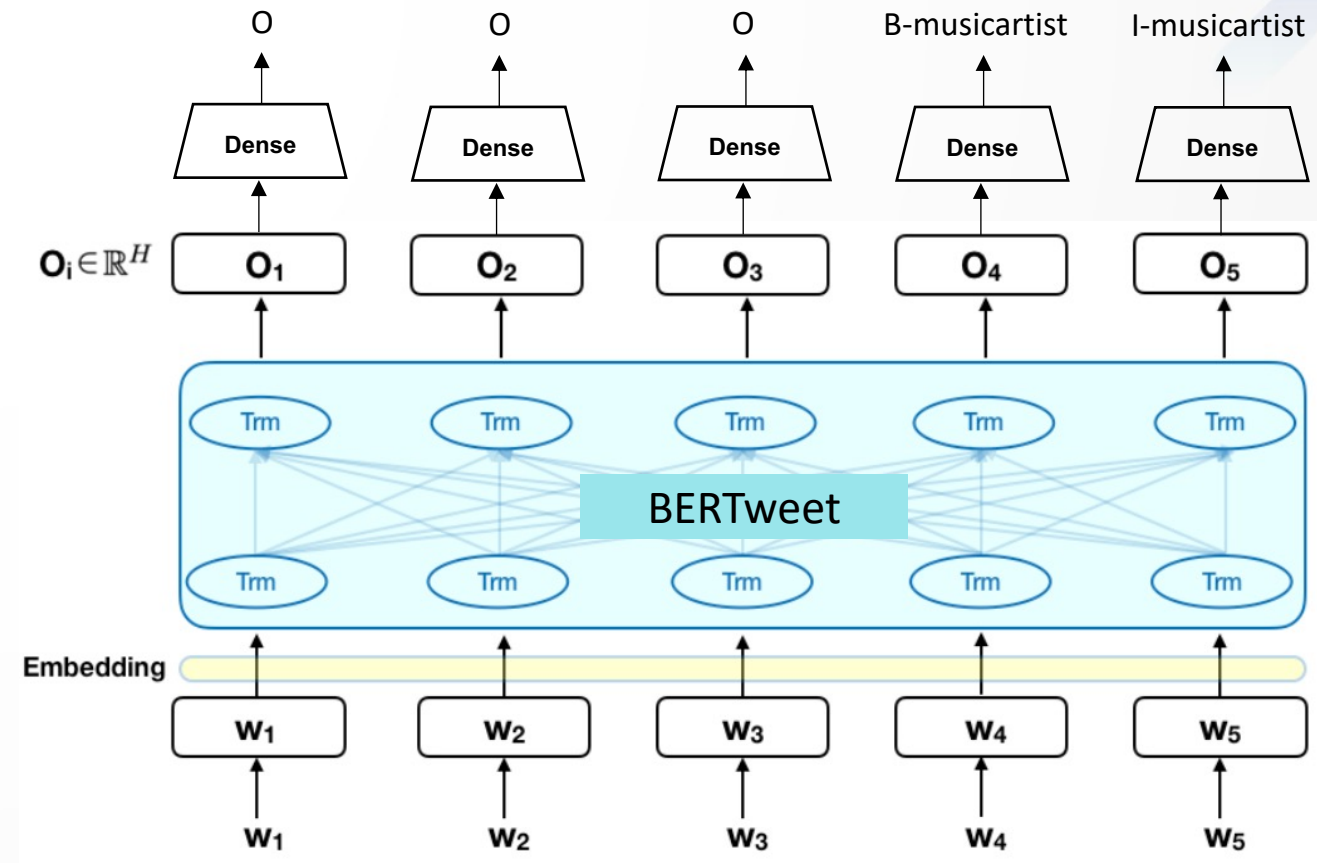 O O O B-musicartist I-musicartist
Dense Dense Dense Dense Dense
Oᵢ∈ℝᴴ O₁ O₂ O₃ O₄ O₅
Trm Trm Trm Trm Trm
BERTweet
Trm Trm Trm Trm Trm
Embedding
w₁ w₂ w₃ w₄ w₅
w₁ w₂ w₃ w₄ w₅